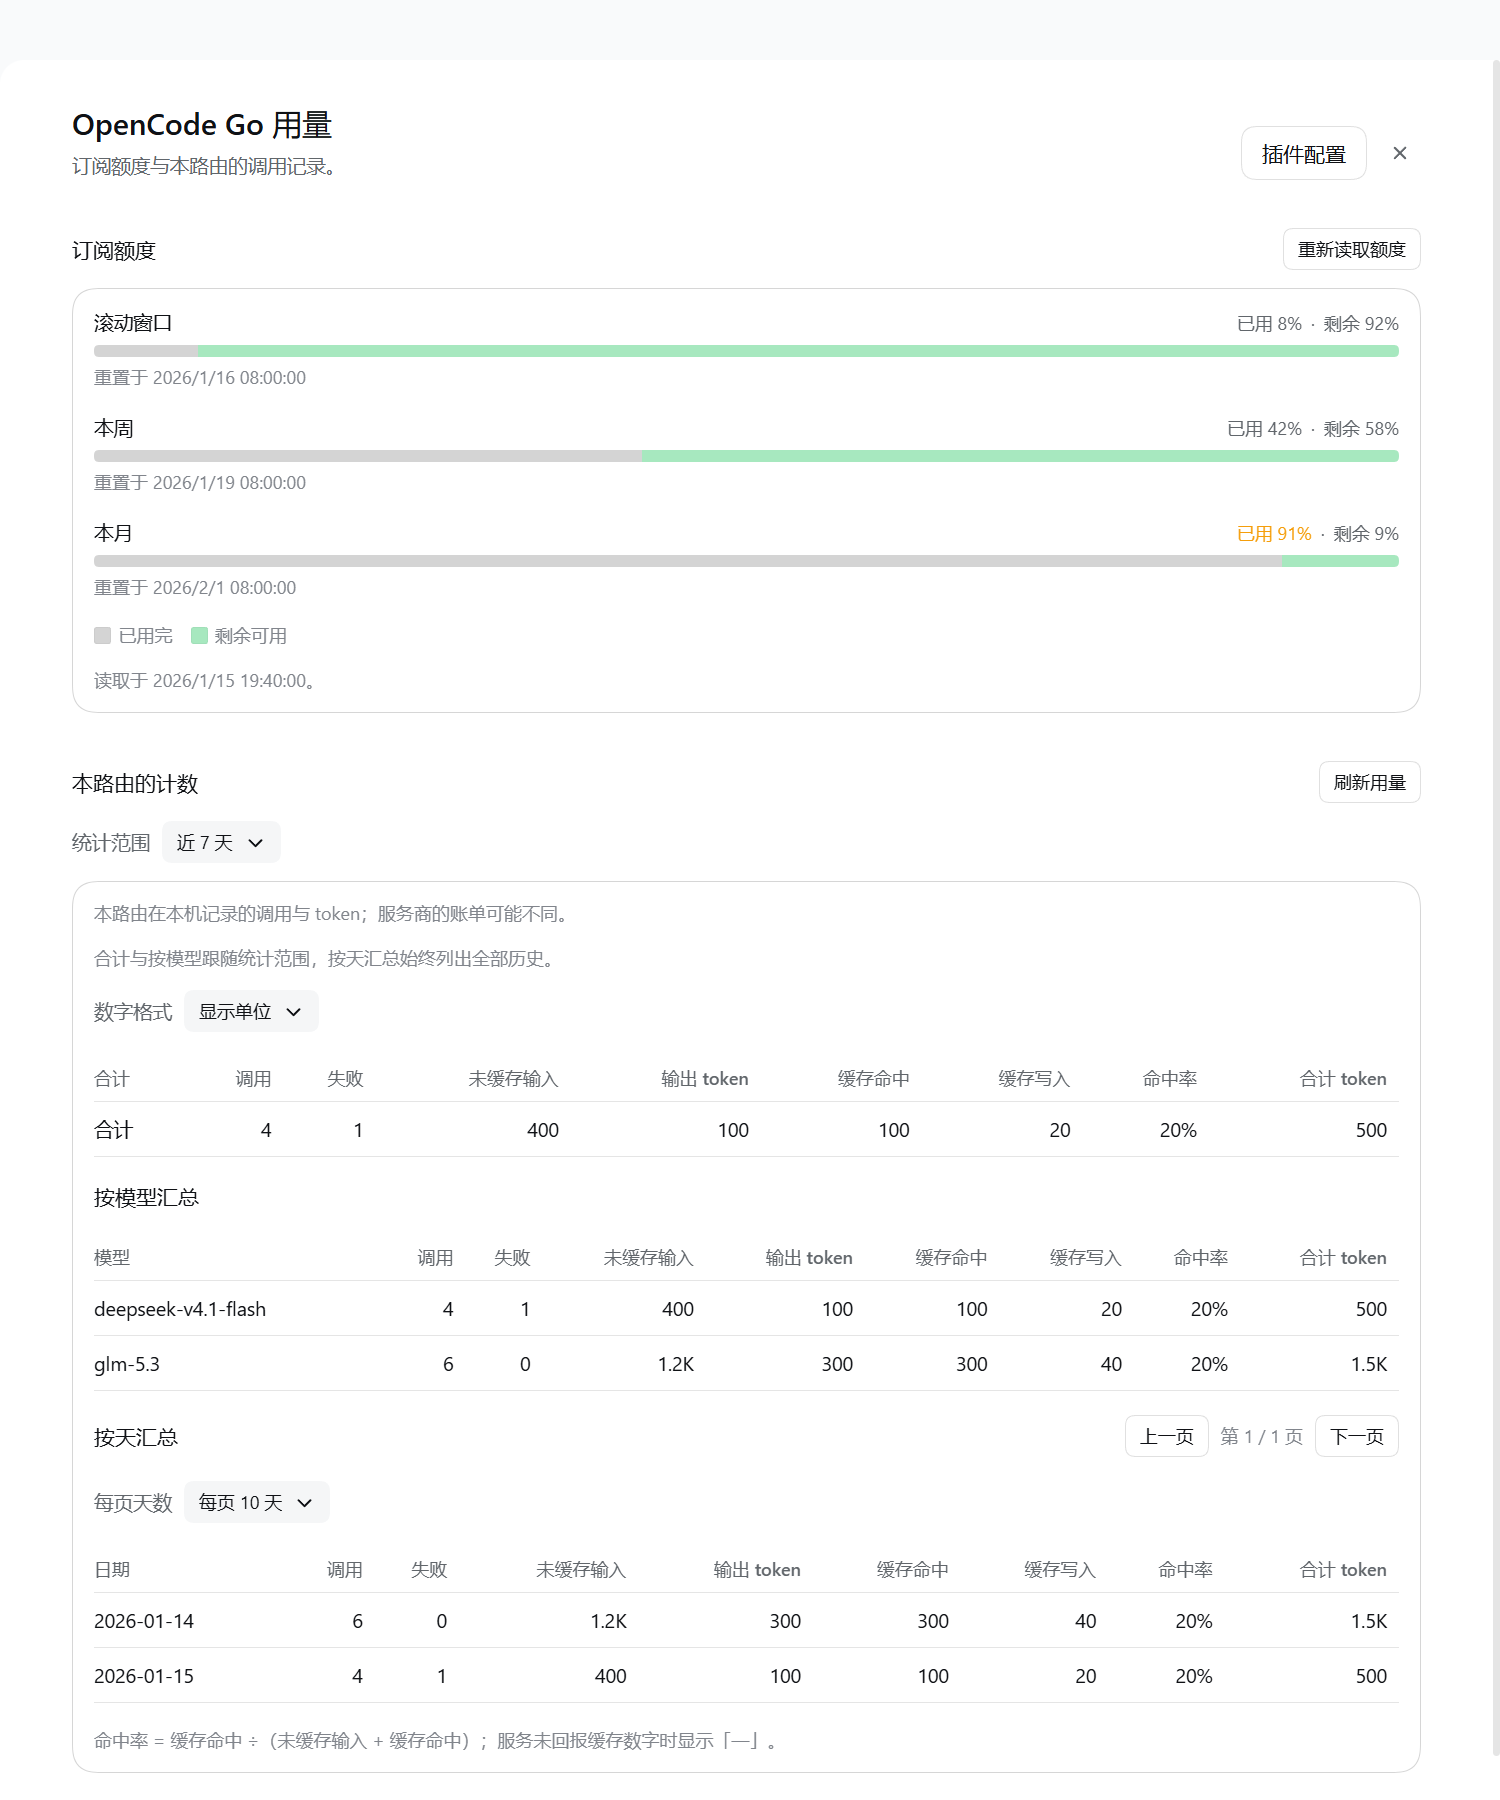 OpenCode Go 用量
订阅额度与本路由的调用记录。
插件配置 ×
订阅额度
重新读取额度
滚动窗口 已用 8% · 剩余 92%
重置于 2026/1/16 08:00:00
本周 已用 42% · 剩余 58%
重置于 2026/1/19 08:00:00
本月 已用 91% · 剩余 9%
重置于 2026/2/1 08:00:00
已用完 剩余可用
读取于 2026/1/15 19:40:00。
本路由的计数
刷新用量
统计范围 近 7 天
本路由在本机记录的调用与 token；服务商的账单可能不同。
合计与按模型跟随统计范围，按天汇总始终列出全部历史。
数字格式 显示单位
合计 调用 失败 未缓存输入 输出 token 缓存命中 缓存写入 命中率 合计 token
合计 4 1 400 100 100 20 20% 500
按模型汇总
模型 调用 失败 未缓存输入 输出 token 缓存命中 缓存写入 命中率 合计 token
deepseek-v4.1-flash 4 1 400 100 100 20 20% 500
glm-5.3 6 0 1.2K 300 300 40 20% 1.5K
按天汇总
上一页 第 1 / 1 页 下一页
每页天数 每页 10 天
日期 调用 失败 未缓存输入 输出 token 缓存命中 缓存写入 命中率 合计 token
2026-01-14 6 0 1.2K 300 300 40 20% 1.5K
2026-01-15 4 1 400 100 100 20 20% 500
命中率 = 缓存命中 ÷（未缓存输入 + 缓存命中）；服务未回报缓存数字时显示「—」。